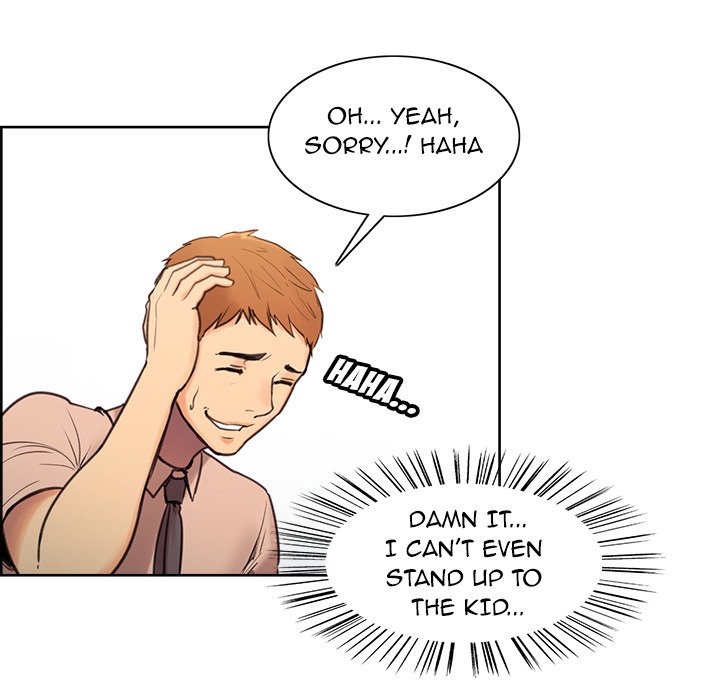 OH... YEAH,
SORRY...! HAHA
HAHA...
DAMN IT...
I CAN'T EVEN
STAND UP TO
THE KID...